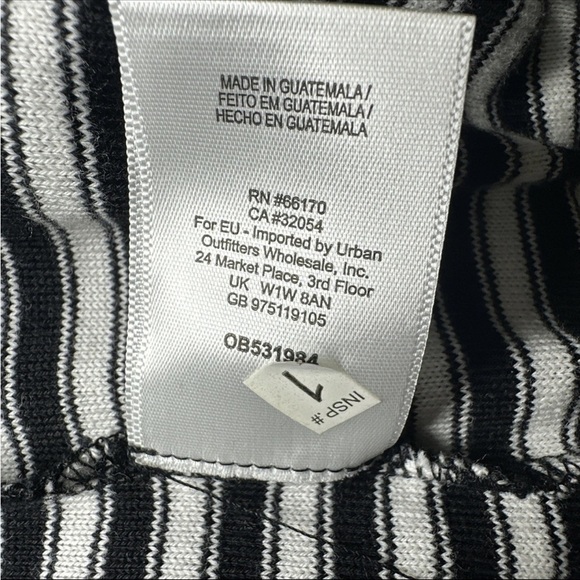 MADE IN GUATEMALA/
FEITO EM GUATEMALA/
HECHO EN GUATEMALA
RN #66170
CA #32054
For EU - Imported by Urban
Outfitters Wholesale, Inc.
24 Market Place, 3rd Floor
UK W1W 8AN
GB 975119105
OB531984
INSP #
1